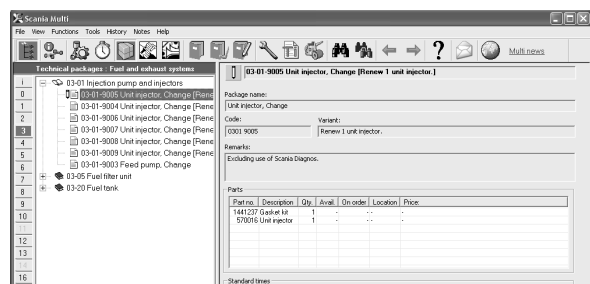 Scania Multi
File View Functions Tools History Notes Help
Multi news
Technical packages : Fuel and exhaust systems
i
0
1
2
3
4
5
6
7
8
9
10
11
12
13
14
16
03-01 Injection pump and injectors
03-01-9005 Unit injector, Change [Rene
03-01-9004 Unit injector, Change [Rene
03-01-9006 Unit injector, Change [Rene
03-01-9007 Unit injector, Change [Rene
03-01-9008 Unit injector, Change [Rene
03-01-9009 Unit injector, Change [Rene
03-01-9003 Feed pump, Change
03-05 Fuel filter unit
03-20 Fuel tank
03-01-9005 Unit injector, Change [Renew 1 unit injector.]
Package name:
Unit injector, Change
Code: Variant:
0301 9005 Renew 1 unit injector.
Remarks:
Excluding use of Scania Diagnos.
Parts
Part no. Description Qty. Avail. On order Location Price:
1441237 Gasket kit 1 - - - -
570016 Unit injector 1 - - - -
Standard times